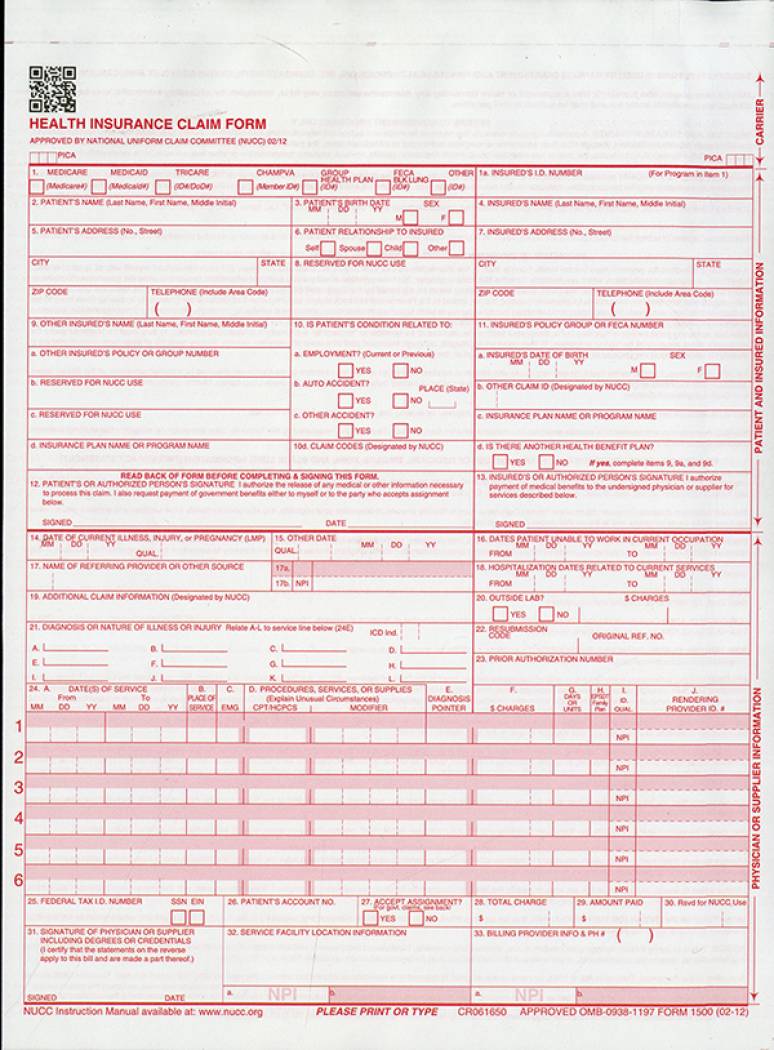 HEALTH INSURANCE CLAIM FORM
APPROVED BY NATIONAL UNIFORM CLAIM COMMITTEE (NUCC) 02/12
PICA PICA
CARRIER
1. MEDICARE MEDICAID TRICARE CHAMPVA GROUP HEALTH PLAN FECA BLK LUNG OTHER 1a. INSURED'S I.D. NUMBER (For Program in Item 1)
(Medicare#) (Medicaid#) (ID#/DoD#) (Member ID#) (ID#) (ID#) (ID#)
2. PATIENT'S NAME (Last Name, First Name, Middle Initial) 3. PATIENT'S BIRTH DATE SEX 4. INSURED'S NAME (Last Name, First Name, Middle Initial)
MM DD YY M F
5. PATIENT'S ADDRESS (No., Street) 6. PATIENT RELATIONSHIP TO INSURED 7. INSURED'S ADDRESS (No., Street)
Self Spouse Child Other
CITY STATE 8. RESERVED FOR NUCC USE CITY STATE
ZIP CODE TELEPHONE (Include Area Code) ZIP CODE TELEPHONE (Include Area Code)
( ) ( )
9. OTHER INSURED'S NAME (Last Name, First Name, Middle Initial) 10. IS PATIENT'S CONDITION RELATED TO: 11. INSURED'S POLICY GROUP OR FECA NUMBER
a. OTHER INSURED'S POLICY OR GROUP NUMBER a. EMPLOYMENT? (Current or Previous) a. INSURED'S DATE OF BIRTH SEX
YES NO MM DD YY M F
b. RESERVED FOR NUCC USE b. AUTO ACCIDENT? PLACE (State) b. OTHER CLAIM ID (Designated by NUCC)
YES NO
c. RESERVED FOR NUCC USE c. OTHER ACCIDENT? c. INSURANCE PLAN NAME OR PROGRAM NAME
YES NO
d. INSURANCE PLAN NAME OR PROGRAM NAME 10d. CLAIM CODES (Designated by NUCC) d. IS THERE ANOTHER HEALTH BENEFIT PLAN?
YES NO If yes, complete items 9, 9a, and 9d.
PATIENT AND INSURED INFORMATION
READ BACK OF FORM BEFORE COMPLETING & SIGNING THIS FORM.
12. PATIENT'S OR AUTHORIZED PERSON'S SIGNATURE I authorize the release of any medical or other information necessary
to process this claim. I also request payment of government benefits either to myself or to the party who accepts assignment
below.
SIGNED DATE
13. INSURED'S OR AUTHORIZED PERSON'S SIGNATURE I authorize
payment of medical benefits to the undersigned physician or supplier for
services described below.
SIGNED
14. DATE OF CURRENT ILLNESS, INJURY, or PREGNANCY (LMP) 15. OTHER DATE 16. DATES PATIENT UNABLE TO WORK IN CURRENT OCCUPATION
MM DD YY QUAL. QUAL. MM DD YY MM DD YY MM DD YY
FROM TO
17. NAME OF REFERRING PROVIDER OR OTHER SOURCE 17a. 18. HOSPITALIZATION DATES RELATED TO CURRENT SERVICES
17b. NPI MM DD YY MM DD YY
FROM TO
19. ADDITIONAL CLAIM INFORMATION (Designated by NUCC) 20. OUTSIDE LAB? $ CHARGES
YES NO
21. DIAGNOSIS OR NATURE OF ILLNESS OR INJURY Relate A-L to service line below (24E) ICD Ind. 22. RESUBMISSION CODE ORIGINAL REF. NO.
A. B. C. D.
E. F. G. H. 23. PRIOR AUTHORIZATION NUMBER
I. J. K. L.
24. A. DATE(S) OF SERVICE B. C. D. PROCEDURES, SERVICES, OR SUPPLIES E. F. G. H. I. J.
From To PLACE OF SERVICE EMG (Explain Unusual Circumstances) DIAGNOSIS POINTER $ CHARGES DAYS OR UNITS EPSDT Family Plan ID. QUAL. RENDERING PROVIDER ID. #
MM DD YY MM DD YY CPT/HCPCS MODIFIER
1 NPI
2 NPI
3 NPI
4 NPI
5 NPI
6 NPI
PHYSICIAN OR SUPPLIER INFORMATION
25. FEDERAL TAX I.D. NUMBER SSN EIN 26. PATIENT'S ACCOUNT NO. 27. ACCEPT ASSIGNMENT? 28. TOTAL CHARGE 29. AMOUNT PAID 30. Rsvd for NUCC Use
(For govt. claims, see back)
YES NO $ $
31. SIGNATURE OF PHYSICIAN OR SUPPLIER
INCLUDING DEGREES OR CREDENTIALS
(I certify that the statements on the reverse
apply to this bill and are made a part thereof.)
SIGNED DATE
32. SERVICE FACILITY LOCATION INFORMATION
a. NPI b.
33. BILLING PROVIDER INFO & PH # ( )
a. NPI b.
NUCC Instruction Manual available at: www.nucc.org PLEASE PRINT OR TYPE CR061650 APPROVED OMB-0938-1197 FORM 1500 (02-12)